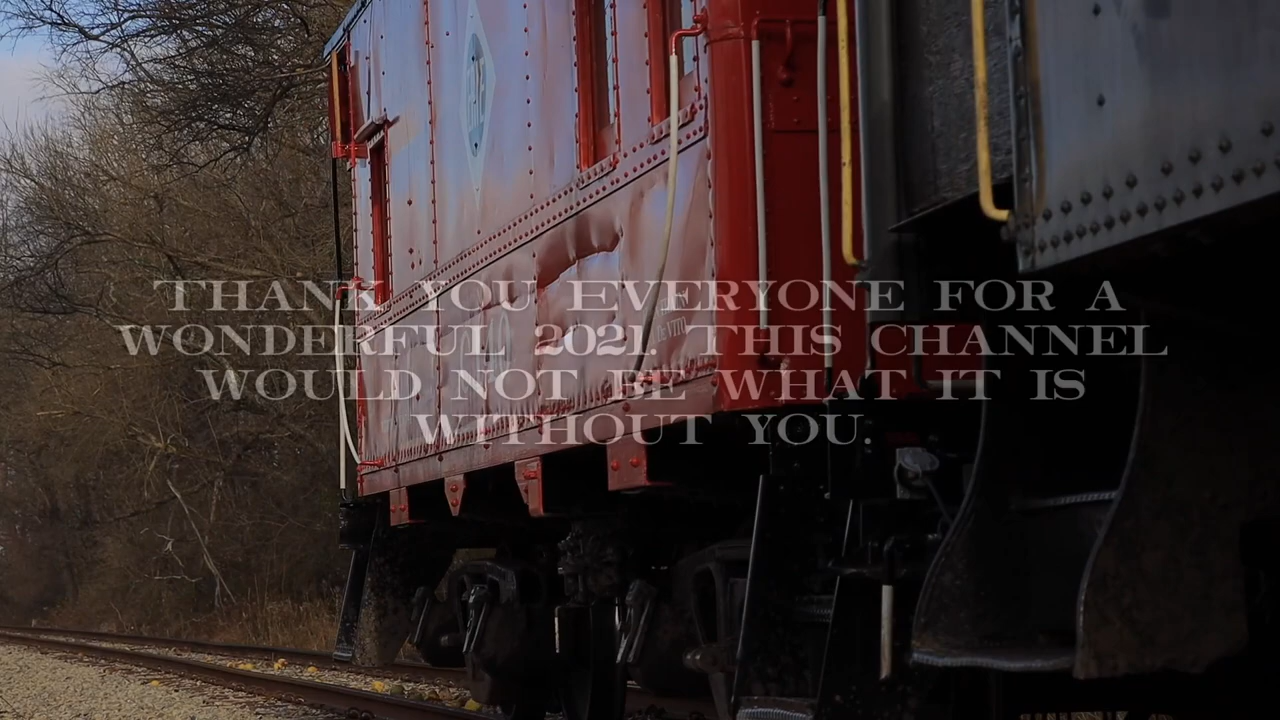 THANK YOU EVERYONE FOR A
WONDERFUL 2021. THIS CHANNEL
WOULD NOT BE WHAT IT IS
WITHOUT YOU.